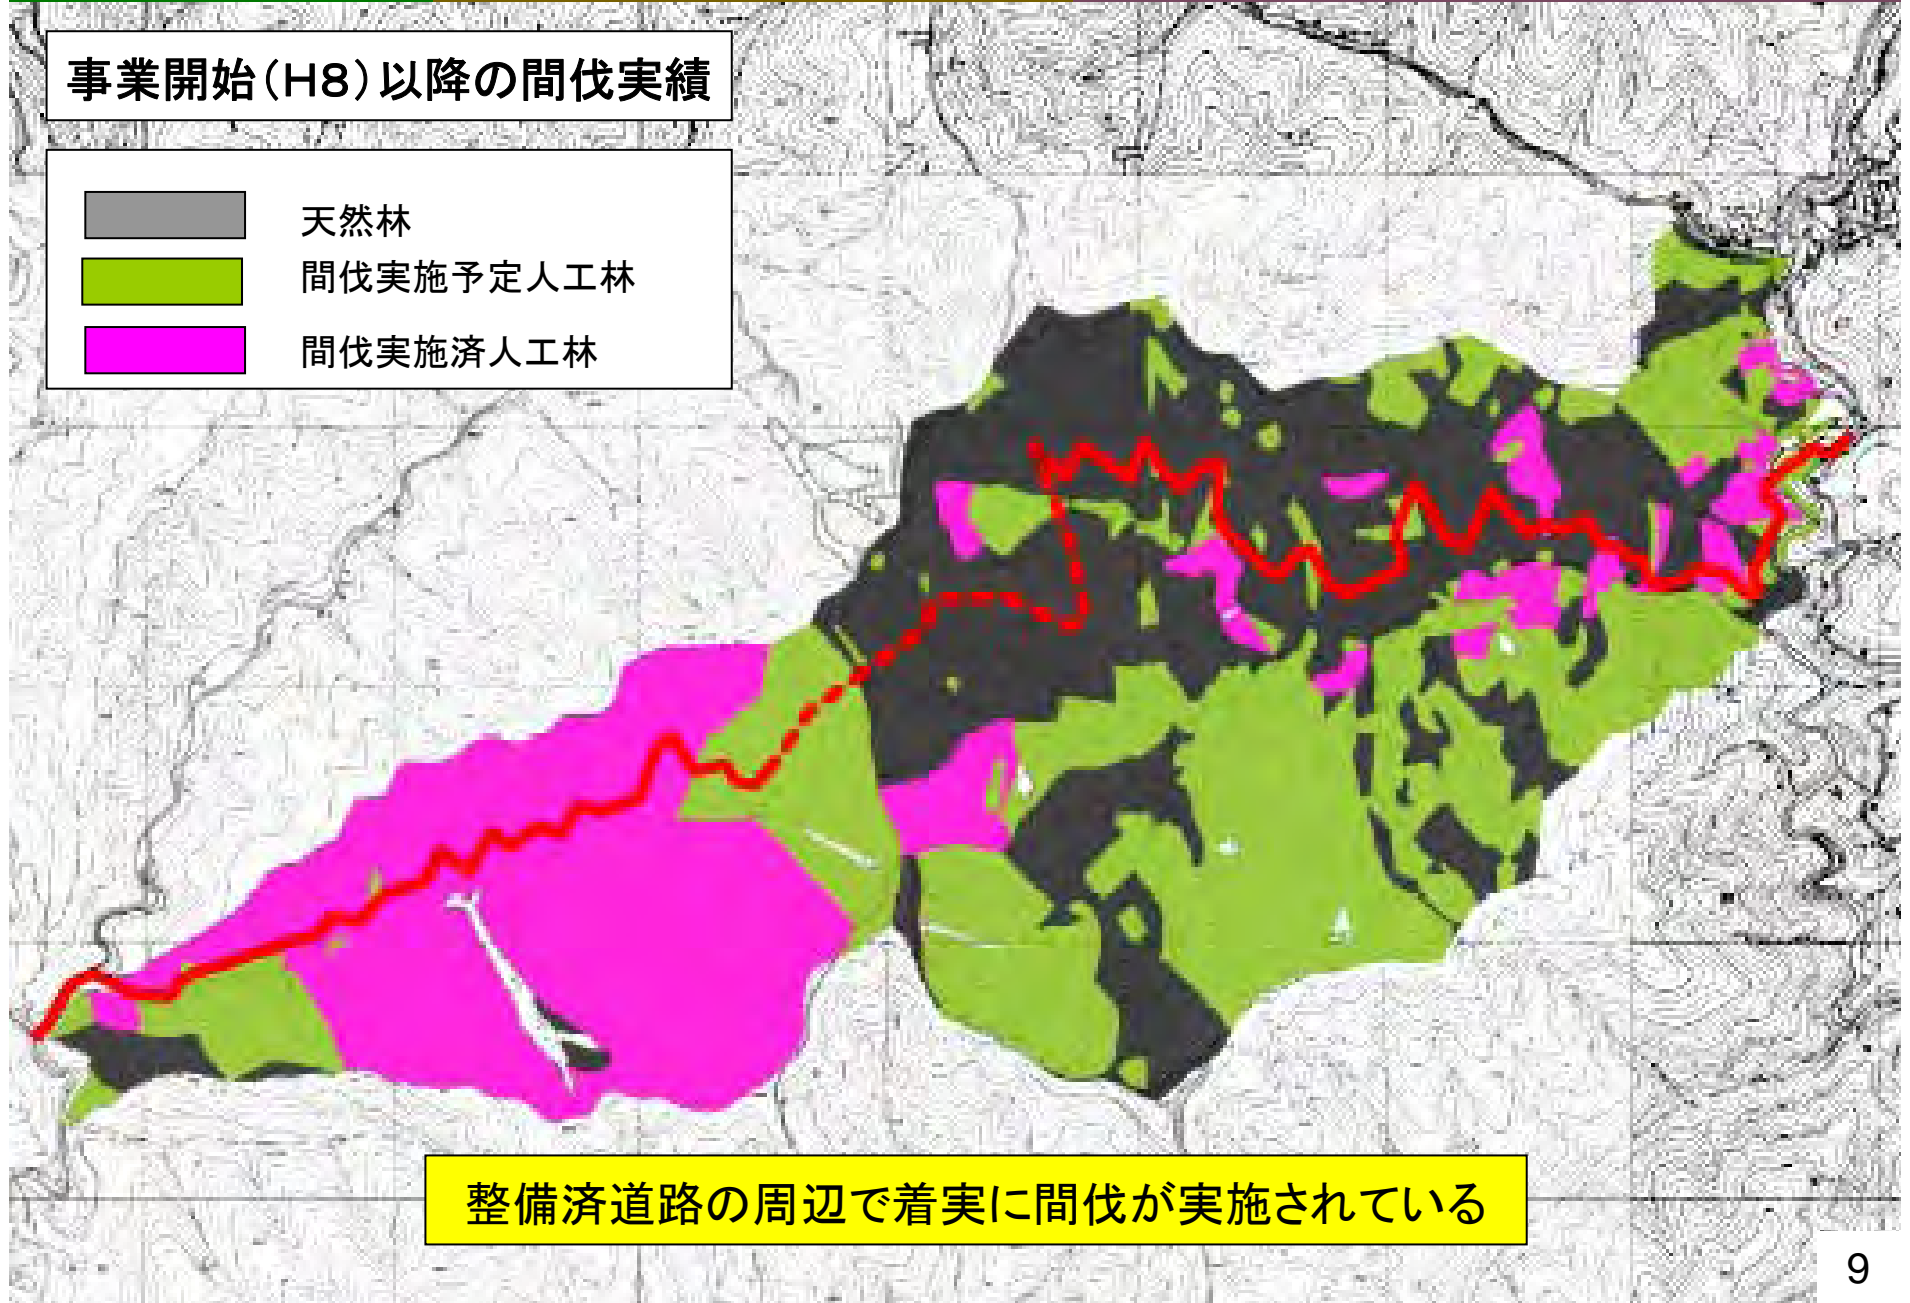 事業開始(H8)以降の間伐実績
天然林
間伐実施予定人工林
間伐実施済人工林
整備済道路の周辺で着実に間伐が実施されている
9